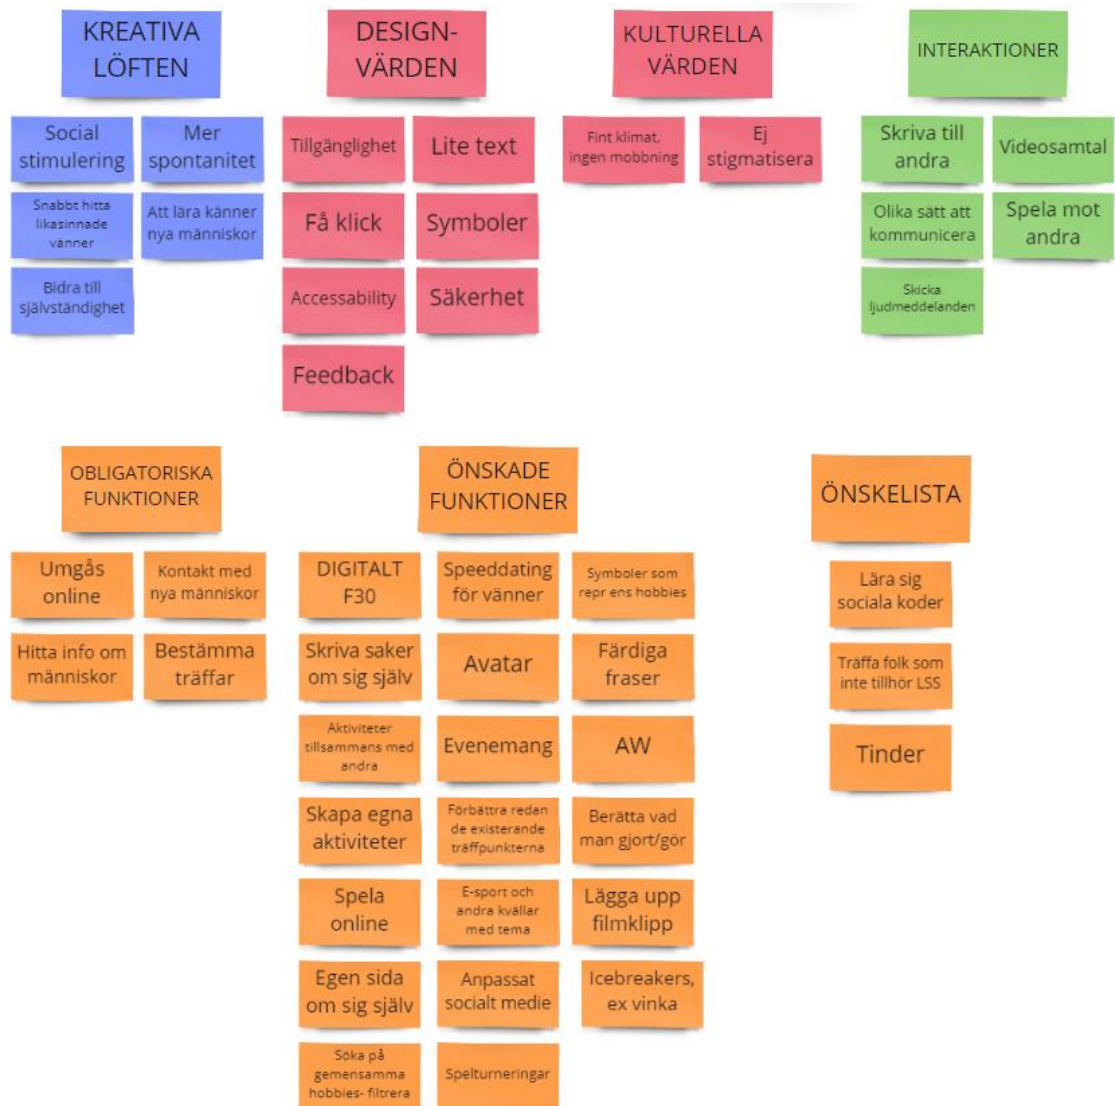 KREATIVA
LÖFTEN
Social
stimulering
Mer
spontanitet
Snabbt hitta
likasinnade
vänner
Att lära känner
nya människor
Bidra till
självständighet
DESIGN-
VÄRDEN
Tillgänglighet
Lite text
Få klick
Symboler
Accessability
Säkerhet
Feedback
KULTURELLA
VÄRDEN
Fint klimat,
ingen mobbning
Ej
stigmatisera
INTERAKTIONER
Skriva till
andra
Videosamtal
Olika sätt att
kommunicera
Spela mot
andra
Skicka
ljudmeddelanden
OBLIGATORISKA
FUNKTIONER
Umgås
online
Kontakt med
nya människor
Hitta info om
människor
Bestämma
träffar
ÖNSKADE
FUNKTIONER
DIGITALT
F30
Speeddating
för vänner
Symboler som
repr ens hobbies
Skriva saker
om sig själv
Avatar
Färdiga
fraser
Aktiviteter
tillsammans med
andra
Evenemang
AW
Skapa egna
aktiviteter
Förbättra redan
de existerande
träffpunkterna
Berätta vad
man gjort/gör
Spela
online
E-sport och
andra kvällar
med tema
Lägga upp
filmklipp
Egen sida
om sig själv
Anpassat
socialt medie
Icebreakers,
ex vinka
Söka på
gemensamma
hobbies- filtrera
Spelturneringar
ÖNSKELISTA
Lära sig
sociala koder
Träffa folk som
inte tillhör LSS
Tinder